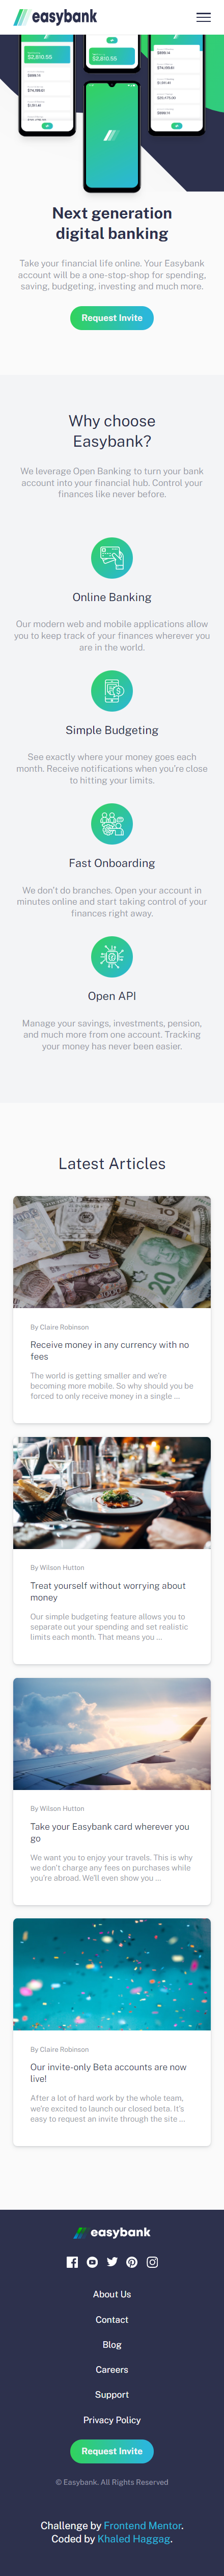 easybank
$2,810.55
$2,810.55
Next generation
digital banking
Take your financial life online. Your Easybank
account will be a one-stop-shop for spending,
saving, budgeting, investing and much more.
Request Invite
Why choose
Easybank?
We leverage Open Banking to turn your bank
account into your financial hub. Control your
finances like never before.
Online Banking
Our modern web and mobile applications allow
you to keep track of your finances wherever you
are in the world.
Simple Budgeting
See exactly where your money goes each
month. Receive notifications when you're close
to hitting your limits.
Fast Onboarding
We don't do branches. Open your account in
minutes online and start taking control of your
finances right away.
Open API
Manage your savings, investments, pension,
and much more from one account. Tracking
your money has never been easier.
Latest Articles
By Claire Robinson
Receive money in any currency with no
fees
The world is getting smaller and we're
becoming more mobile. So why should you be
forced to only receive money in a single ...
By Wilson Hutton
Treat yourself without worrying about
money
Our simple budgeting feature allows you to
separate out your spending and set realistic
limits each month. That means you ...
By Wilson Hutton
Take your Easybank card wherever you
go
We want you to enjoy your travels. This is why
we don't charge any fees on purchases while
you're abroad. We'll even show you ...
By Claire Robinson
Our invite-only Beta accounts are now
live!
After a lot of hard work by the whole team,
we're excited to launch our closed beta. It's
easy to request an invite through the site ...
easybank
About Us
Contact
Blog
Careers
Support
Privacy Policy
Request Invite
© Easybank. All Rights Reserved
Challenge by Frontend Mentor.
Coded by Khaled Haggag.